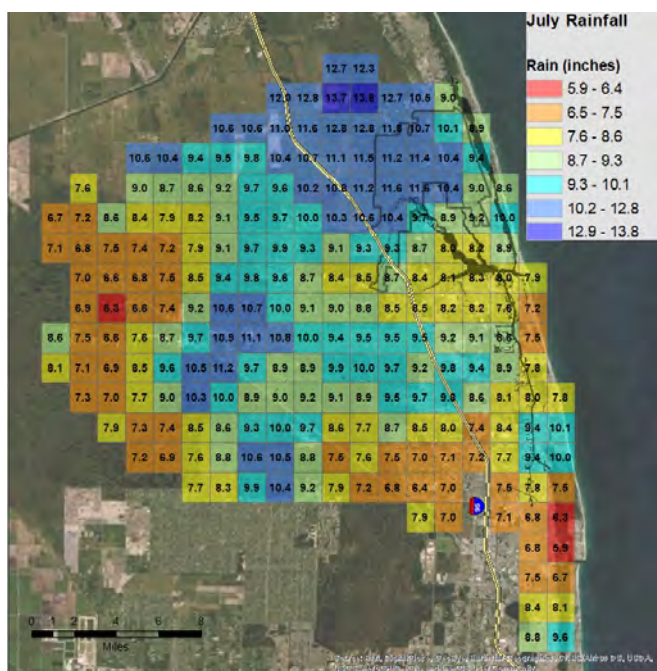 July Rainfall
Rain (inches)
5.9 - 6.4
6.5 - 7.5
7.6 - 8.6
8.7 - 9.3
9.3 - 10.1
10.2 - 12.8
12.9 - 13.8
12.7 12.3
12.0 12.8 13.7 13.8 12.7 10.5 9.0
10.6 10.6 11.0 11.6 12.8 12.8 11.8 10.7 10.1 8.9
10.6 10.4 9.4 9.5 9.8 10.4 10.7 11.1 11.5 11.2 11.4 10.4 9.4
7.6 9.0 8.7 8.6 9.2 9.7 9.6 10.2 10.8 11.2 11.6 11.6 10.4 9.0 8.6
6.7 7.2 8.6 8.4 7.9 8.2 9.1 9.5 9.7 10.0 10.3 10.6 10.4 9.7 8.9 9.2 10.0
7.1 6.8 7.5 7.4 7.2 7.9 9.1 9.7 9.9 9.3 9.1 9.3 9.3 8.7 8.0 8.2 8.9
7.0 6.6 6.8 7.5 8.5 9.4 9.8 9.6 8.7 8.4 8.5 8.7 8.4 8.1 8.3 8.0 7.9
6.9 6.3 6.6 7.4 9.2 10.6 10.7 10.0 9.1 9.0 8.8 8.5 8.5 8.2 8.2 7.6 7.2
8.6 7.5 6.6 7.6 8.7 9.7 10.9 11.1 10.8 10.0 9.4 9.5 9.5 9.5 9.2 9.1 8.6 7.5
8.1 7.1 6.9 8.5 9.6 10.5 11.2 9.7 8.9 8.9 9.9 10.0 9.7 9.2 9.8 9.4 8.9 7.8
7.3 7.0 7.7 9.0 10.3 10.0 8.9 9.0 9.2 9.1 8.9 9.5 9.7 9.8 8.6 8.1 8.0 7.8
7.9 7.3 7.4 8.5 8.6 9.3 10.0 9.7 8.6 7.7 8.7 8.5 8.0 7.4 8.4 9.4 10.1
7.2 6.9 7.6 8.8 10.6 10.5 8.8 7.5 7.6 7.5 7.0 7.1 7.2 7.7 9.4 10.0
7.7 8.3 9.9 10.4 9.2 7.9 7.2 6.8 6.4 7.0 7.5 7.8 7.5
7.9 7.0 7.1 6.8 6.3
6.8 5.9
7.5 6.7
8.4 8.1
8.8 9.6
0 1 2 4 6 8
Miles